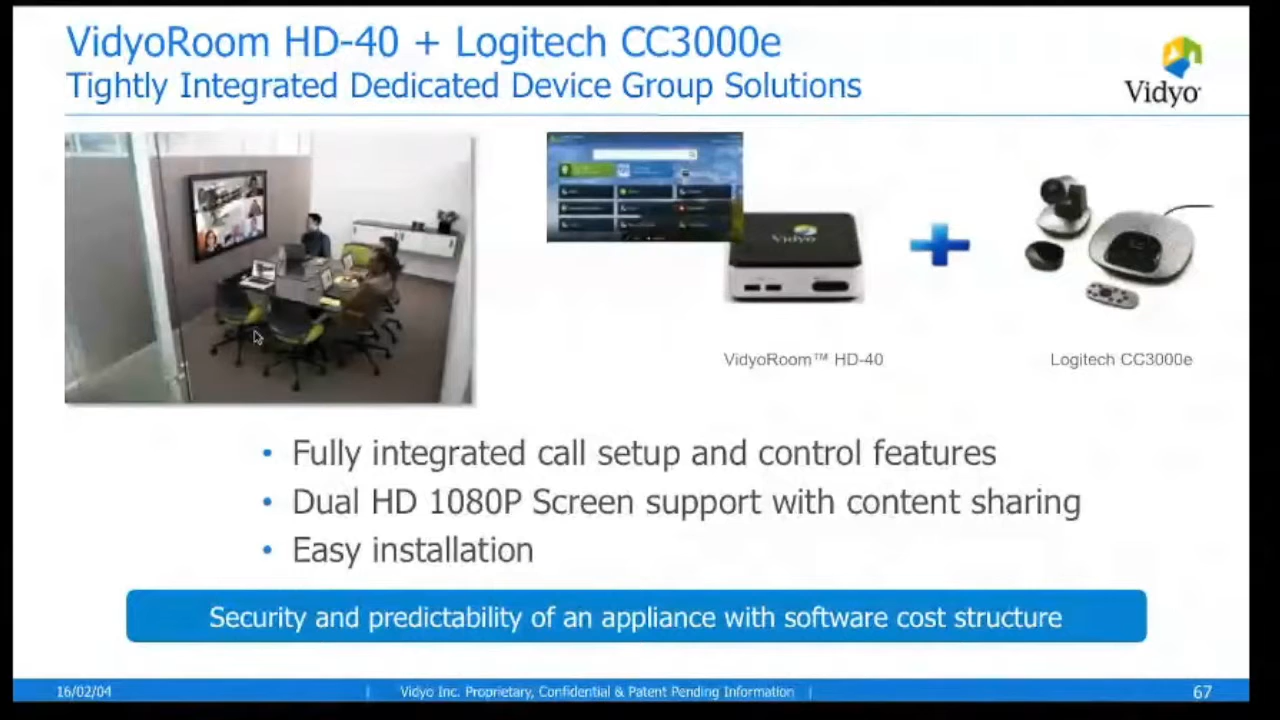 VidyoRoom HD-40 + Logitech CC3000e
Tightly Integrated Dedicated Device Group Solutions
Vidyo
Vidyo
VidyoRoom™ HD-40
Logitech CC3000e
• Fully integrated call setup and control features
• Dual HD 1080P Screen support with content sharing
• Easy installation
Security and predictability of an appliance with software cost structure
16/02/04 | Vidyo Inc. Proprietary, Confidential & Patent Pending Information | 67